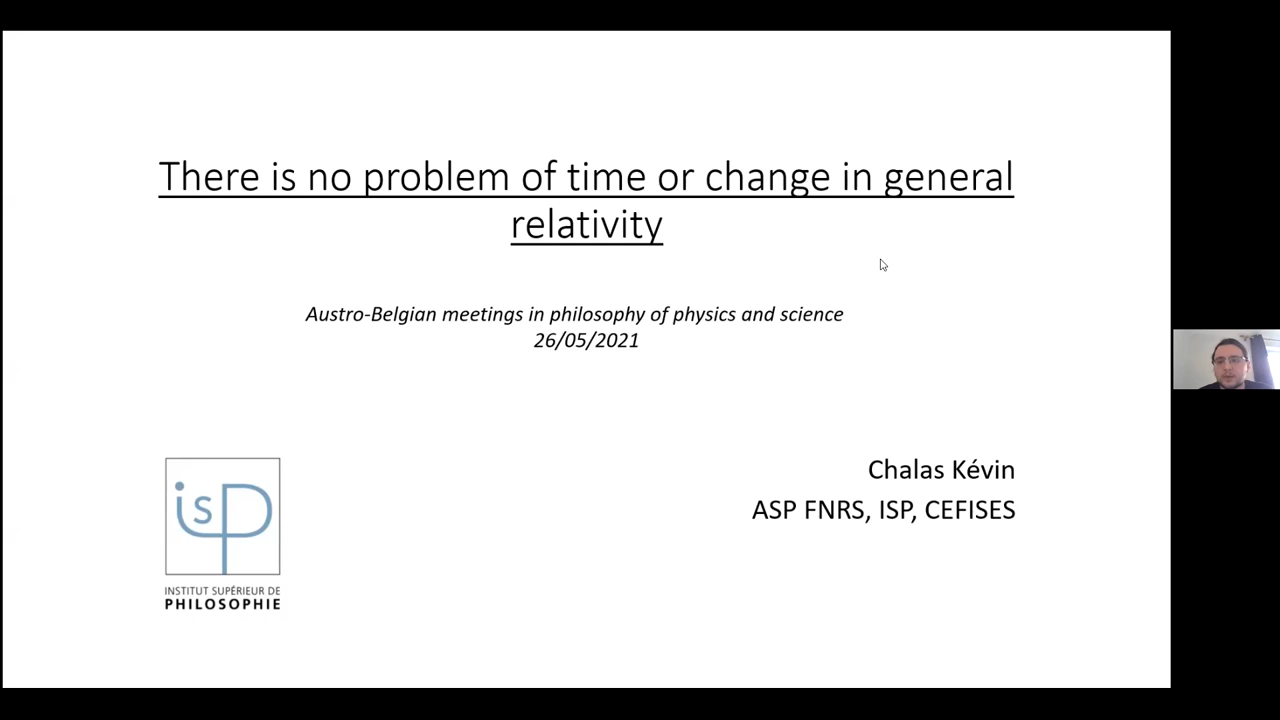 There is no problem of time or change in general
relativity
Austro-Belgian meetings in philosophy of physics and science
26/05/2021
Chalas Kévin
ASP FNRS, ISP, CEFISES
isp
INSTITUT SUPÉRIEUR DE
PHILOSOPHIE